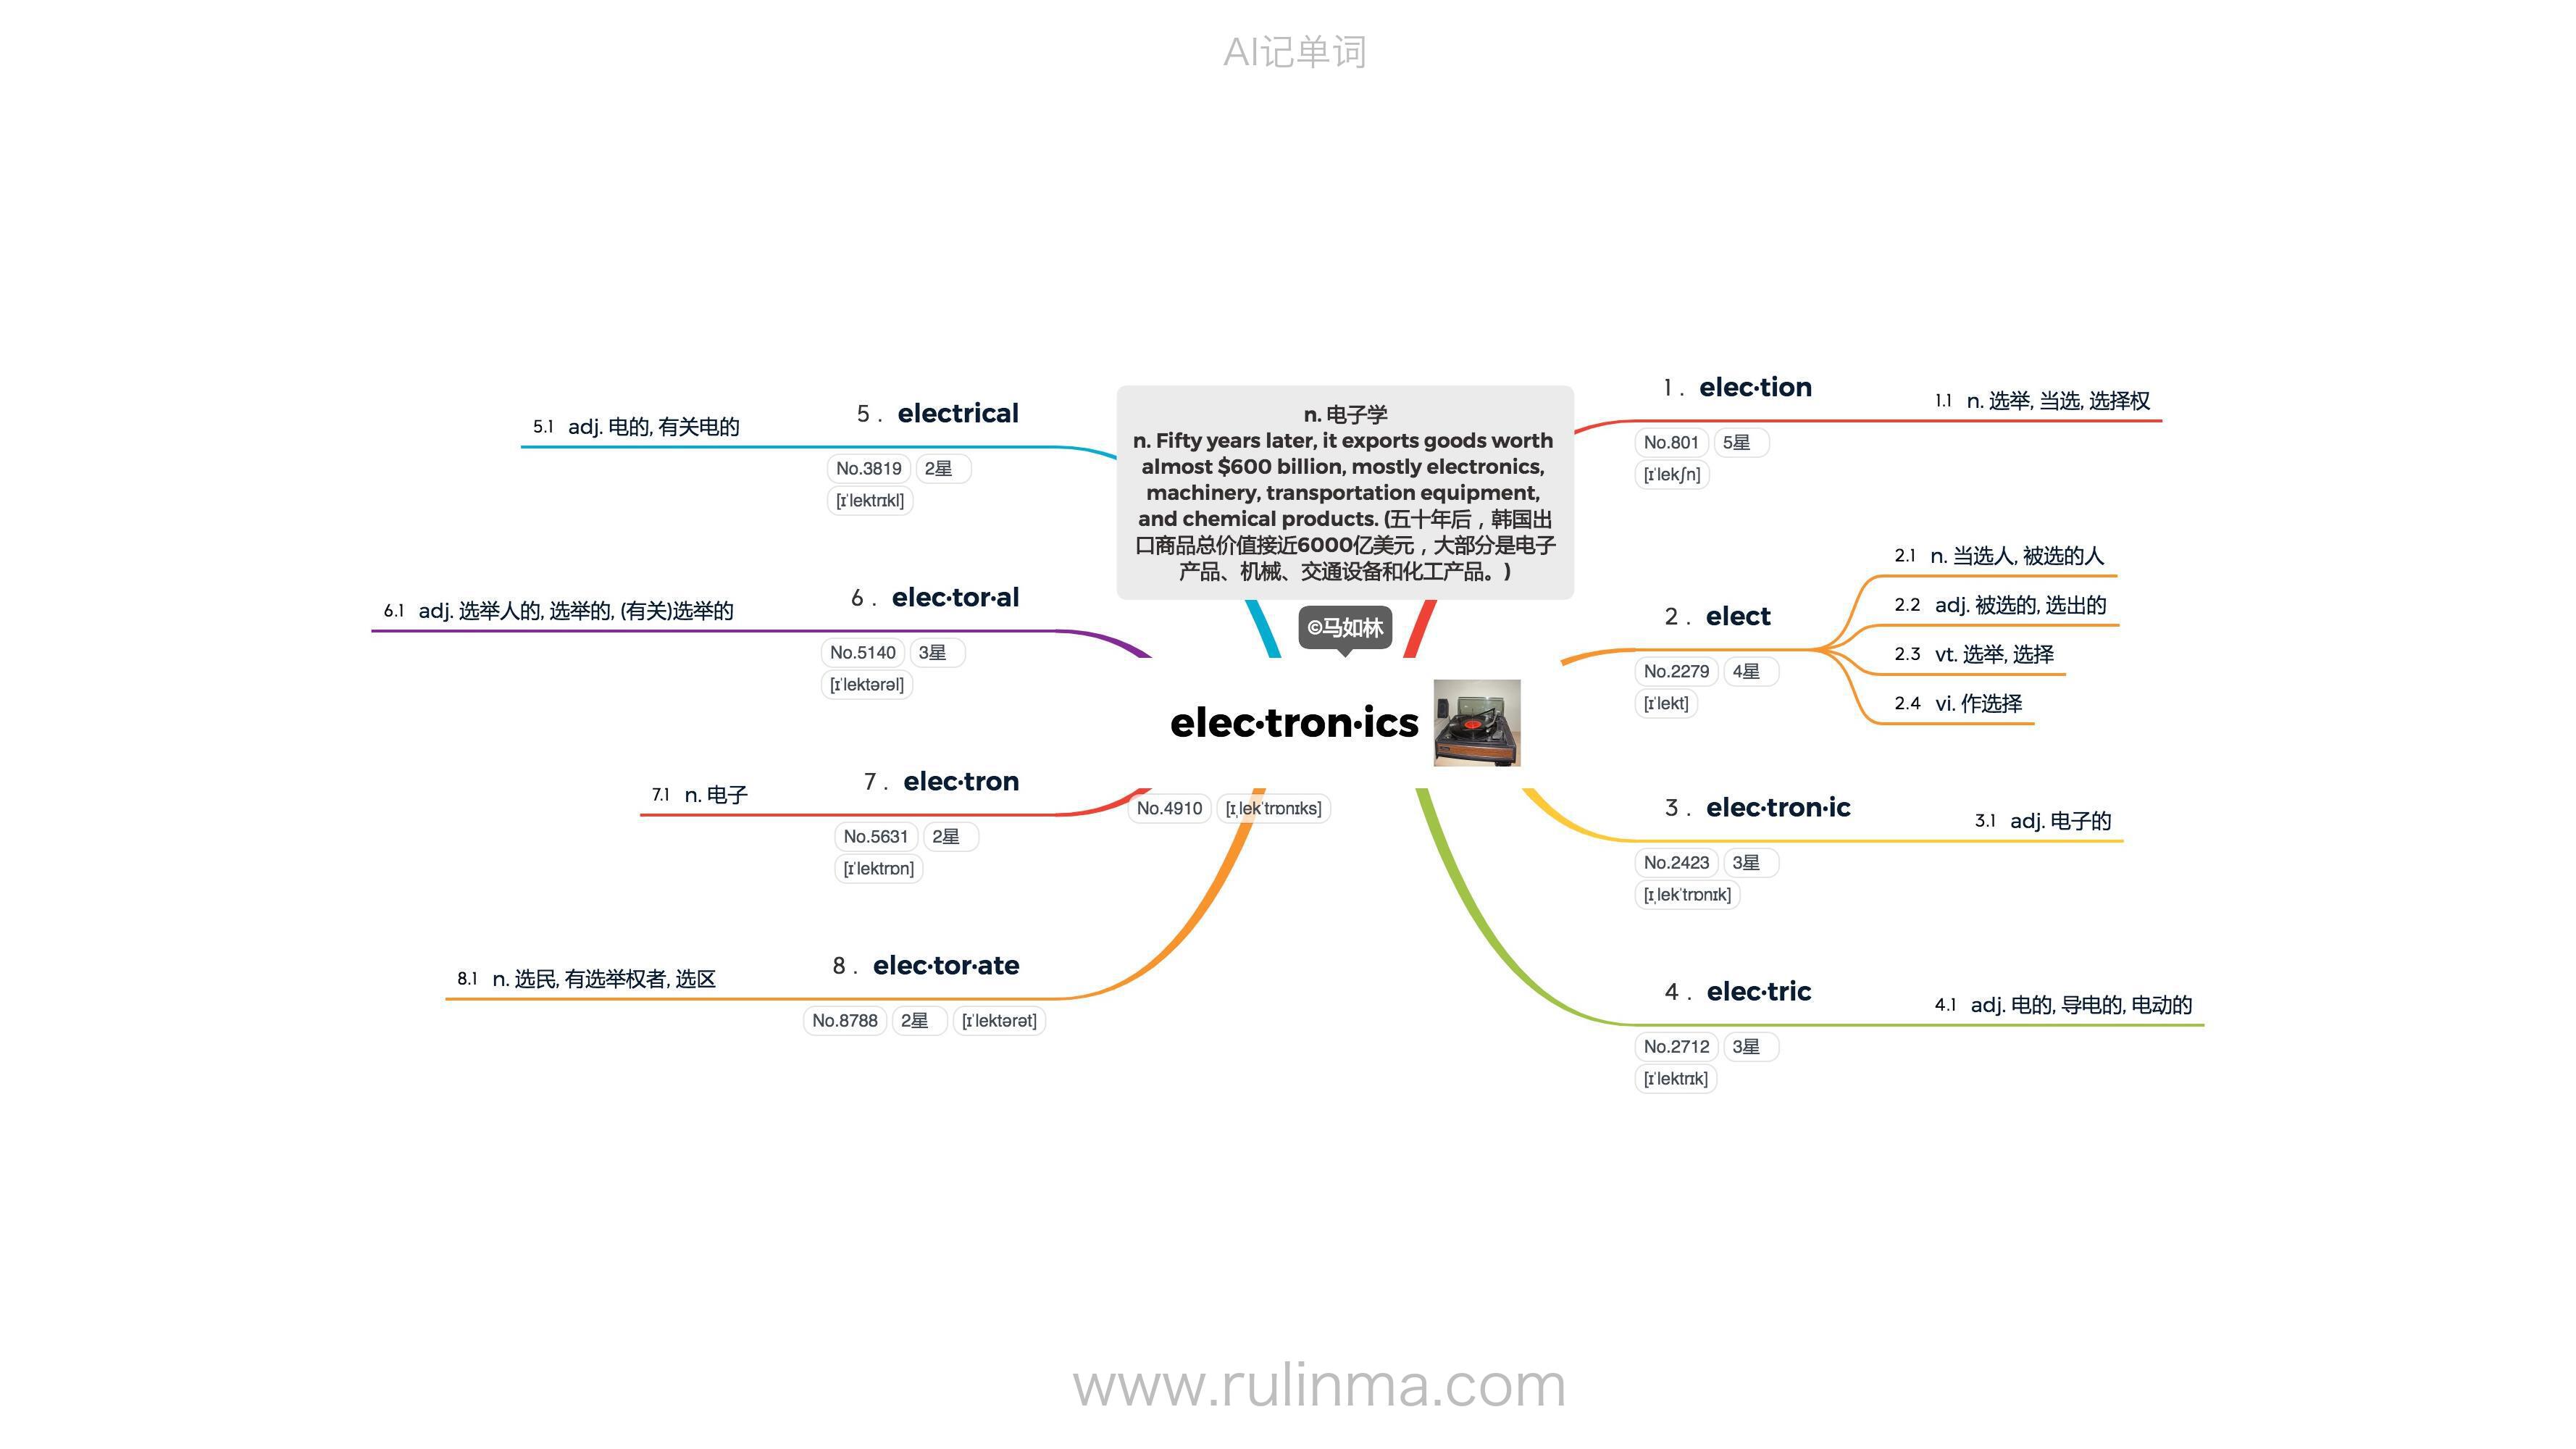 AI记单词
n. 电子学
n. Fifty years later, it exports goods worth
almost $600 billion, mostly electronics,
machinery, transportation equipment,
and chemical products. (五十年后，韩国出
口商品总价值接近6000亿美元，大部分是电子
产品、机械、交通设备和化工产品。)
©马如林
elec·tron·ics
No.4910 [ɪˌlekˈtrɒnɪks]
1. elec·tion
No.801 5星
[ɪˈlekʃn]
1.1 n. 选举, 当选, 选择权
2. elect
No.2279 4星
[ɪˈlekt]
2.1 n. 当选人, 被选的人
2.2 adj. 被选的, 选出的
2.3 vt. 选举, 选择
2.4 vi. 作选择
3. elec·tron·ic
No.2423 3星
[ɪˌlekˈtrɒnɪk]
3.1 adj. 电子的
4. elec·tric
No.2712 3星
[ɪˈlektrɪk]
4.1 adj. 电的, 导电的, 电动的
5. electrical
No.3819 2星
[ɪˈlektrɪkl]
5.1 adj. 电的, 有关电的
6. elec·tor·al
No.5140 3星
[ɪˈlektərəl]
6.1 adj. 选举人的, 选举的, (有关)选举的
7. elec·tron
No.5631 2星
[ɪˈlektrɒn]
7.1 n. 电子
8. elec·tor·ate
No.8788 2星 [ɪˈlektərət]
8.1 n. 选民, 有选举权者, 选区
www.rulinma.com